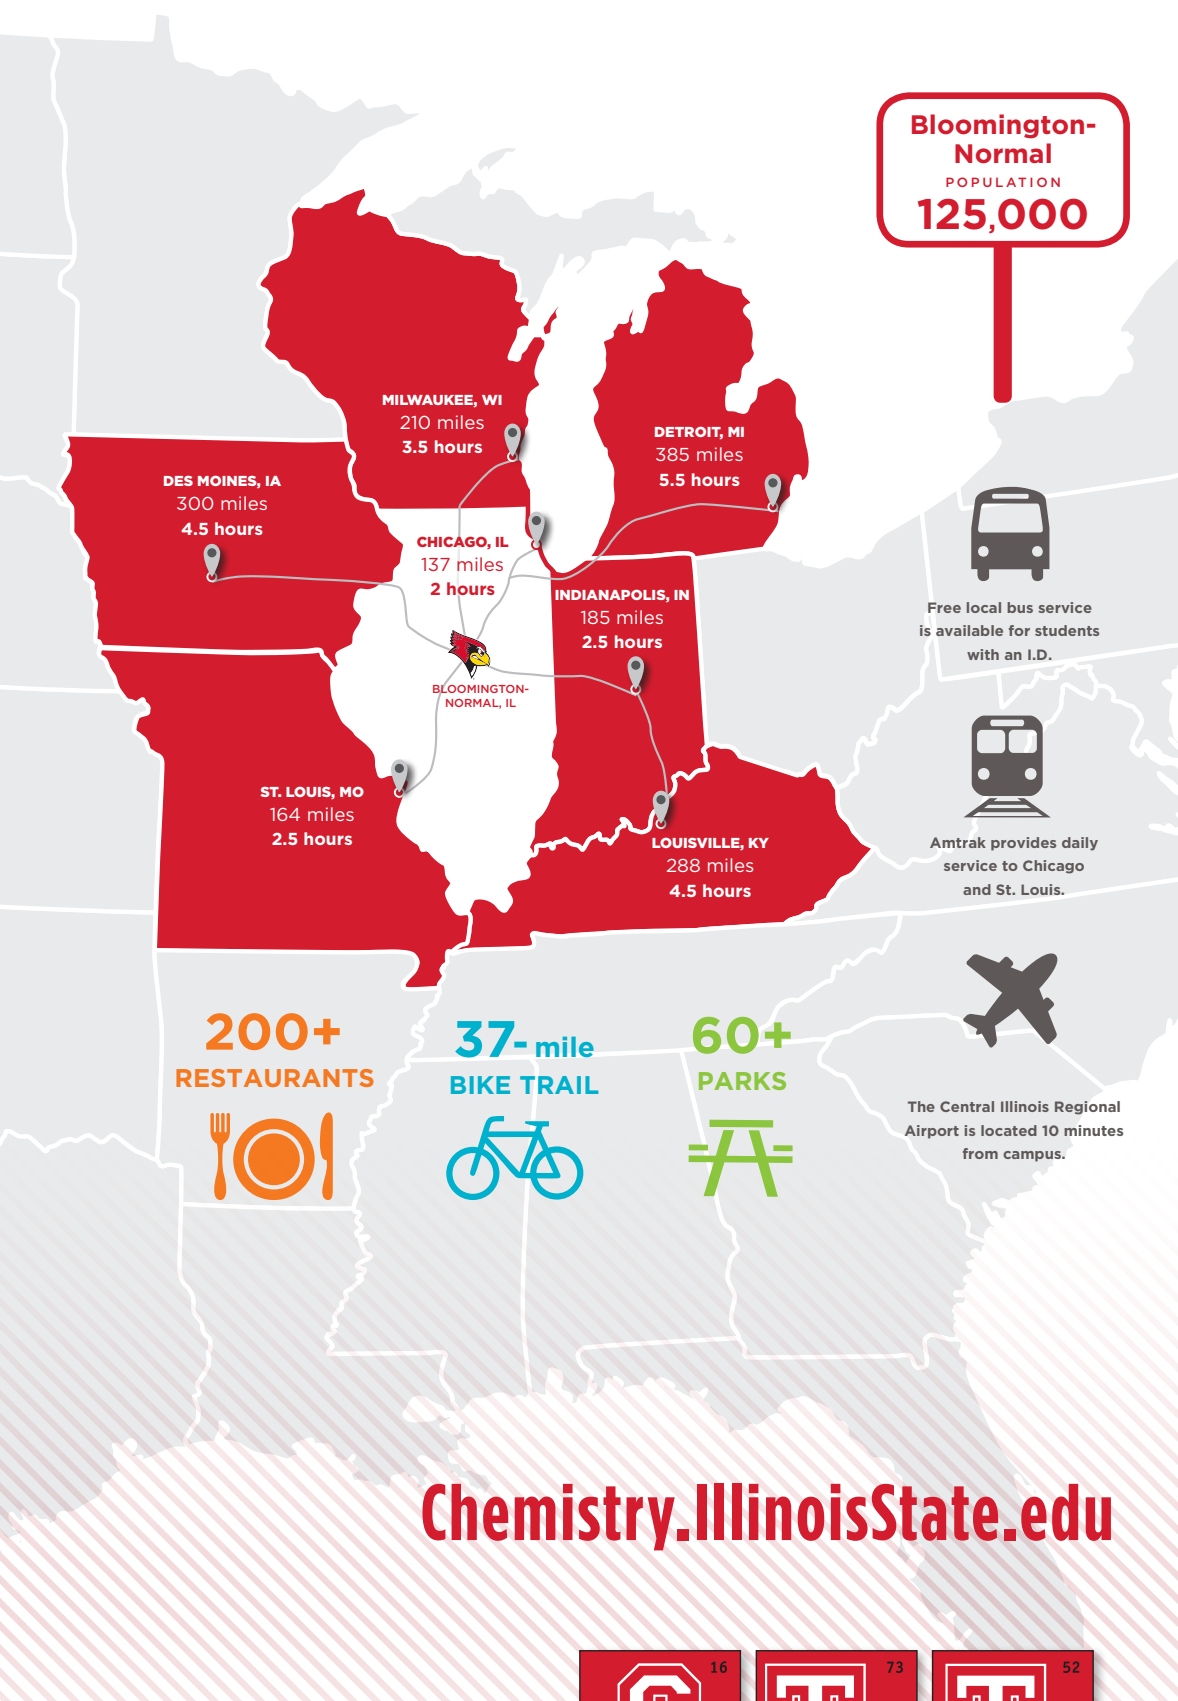 Bloomington-
Normal
POPULATION
125,000
MILWAUKEE, WI
210 miles
3.5 hours
DETROIT, MI
385 miles
5.5 hours
DES MOINES, IA
300 miles
4.5 hours
CHICAGO, IL
137 miles
2 hours
INDIANAPOLIS, IN
185 miles
2.5 hours
BLOOMINGTON-
NORMAL, IL
ST. LOUIS, MO
164 miles
2.5 hours
LOUISVILLE, KY
288 miles
4.5 hours
Free local bus service
is available for students
with an I.D.
Amtrak provides daily
service to Chicago
and St. Louis.
The Central Illinois Regional
Airport is located 10 minutes
from campus.
200+
RESTAURANTS
37-mile
BIKE TRAIL
60+
PARKS
Chemistry.IllinoisState.edu
16
73
52